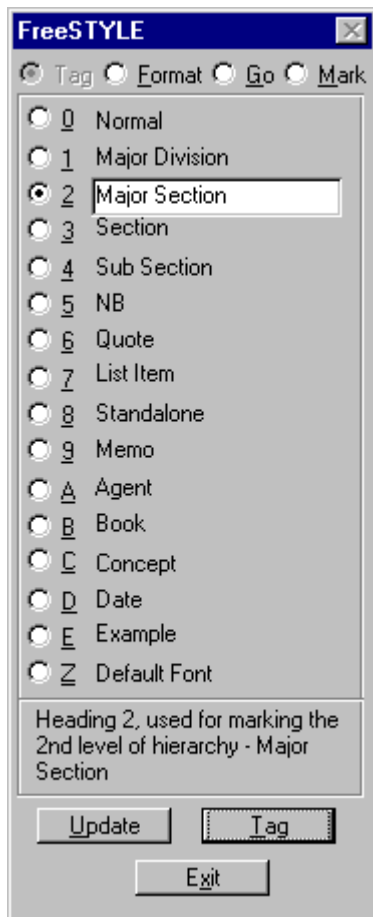 FreeSTYLE
Tag Format Go Mark
0 Normal
1 Major Division
2 Major Section
3 Section
4 Sub Section
5 NB
6 Quote
7 List Item
8 Standalone
9 Memo
A Agent
B Book
C Concept
D Date
E Example
Z Default Font
Heading 2, used for marking the
2nd level of hierarchy - Major
Section
Update Tag
Exit